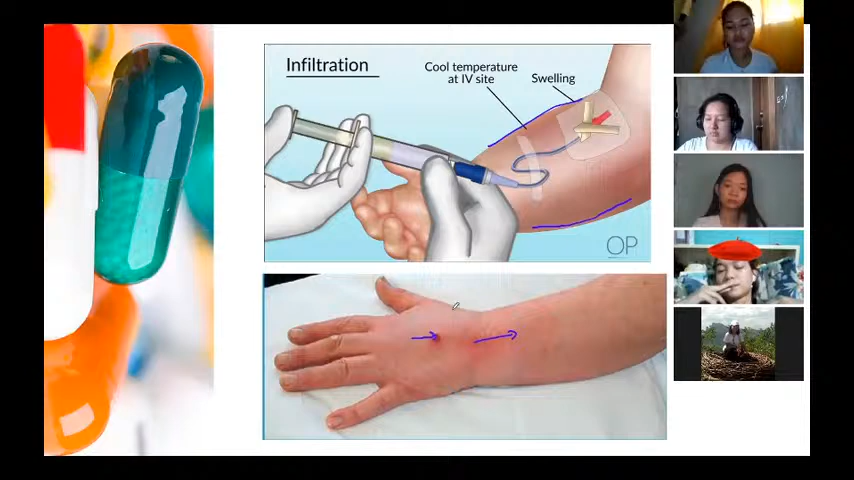 Infiltration
Cool temperature
at IV site
Swelling
OP